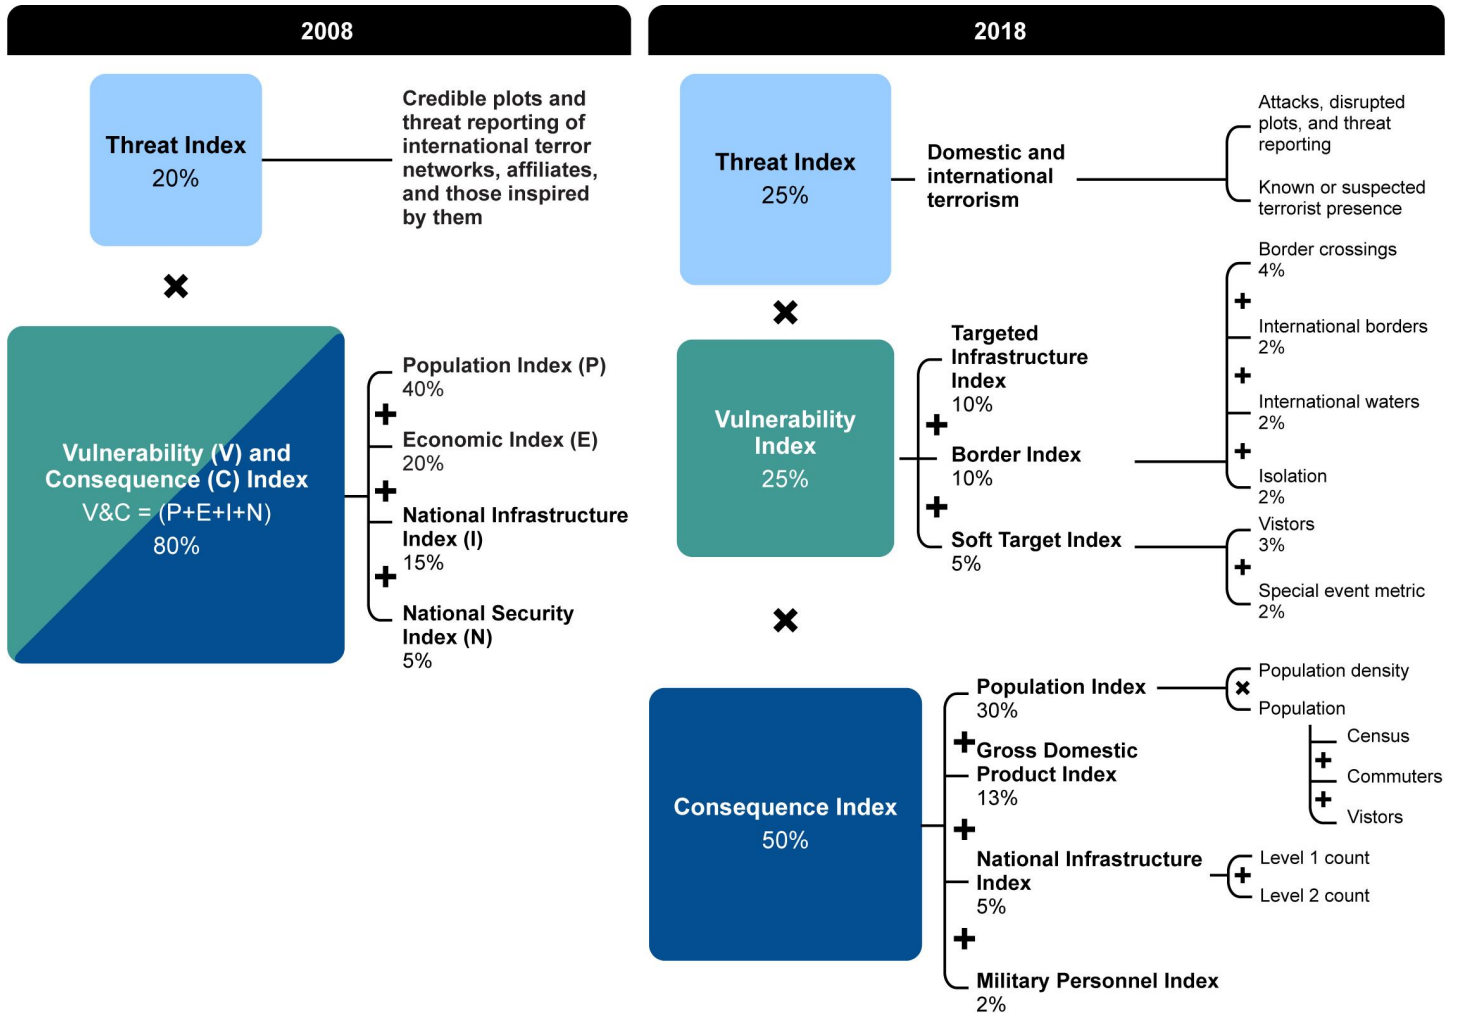 2008
Threat Index
20%
Credible plots and
threat reporting of
international terror
networks, affiliates,
and those inspired
by them
Vulnerability (V) and
Consequence (C) Index
V&C = (P+E+I+N)
80%
Population Index (P)
40%
Economic Index (E)
20%
National Infrastructure
Index (I)
15%
National Security
Index (N)
5%
2018
Threat Index
25%
Domestic and
international
terrorism
Attacks, disrupted
plots, and threat
reporting
Known or suspected
terrorist presence
Vulnerability
Index
25%
Targeted
Infrastructure
Index
10%
Border Index
10%
Border crossings
4%
International borders
2%
International waters
2%
Isolation
2%
Soft Target Index
5%
Vistors
3%
Special event metric
2%
Consequence Index
50%
Population Index
30%
Population density
Population
Census
Commuters
Vistors
Gross Domestic
Product Index
13%
National Infrastructure
Index
5%
Level 1 count
Level 2 count
Military Personnel Index
2%